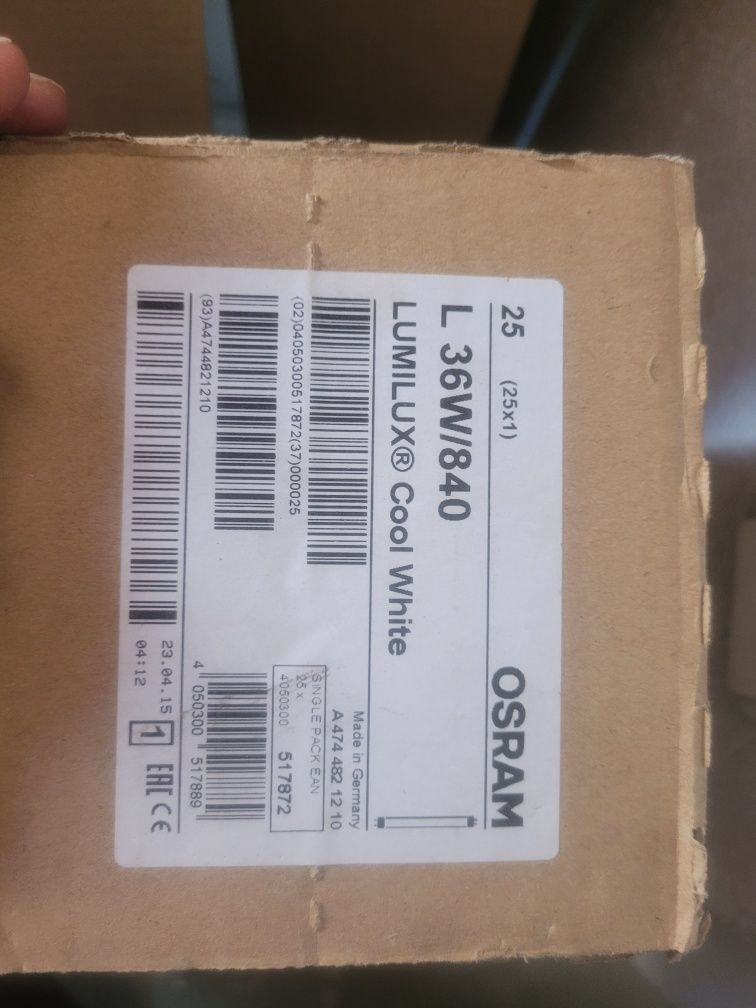 25 (25x1) OSRAM
L 36W/840
LUMILUX® Cool White
Made in Germany
A 474 482 12 10
(02)04050300517872(37)000025
SINGLE PACK EAN
25 x
4050300 517872
(93)A4744821210
4 050300 517889
23.04.15
04:12
1 EAC CE